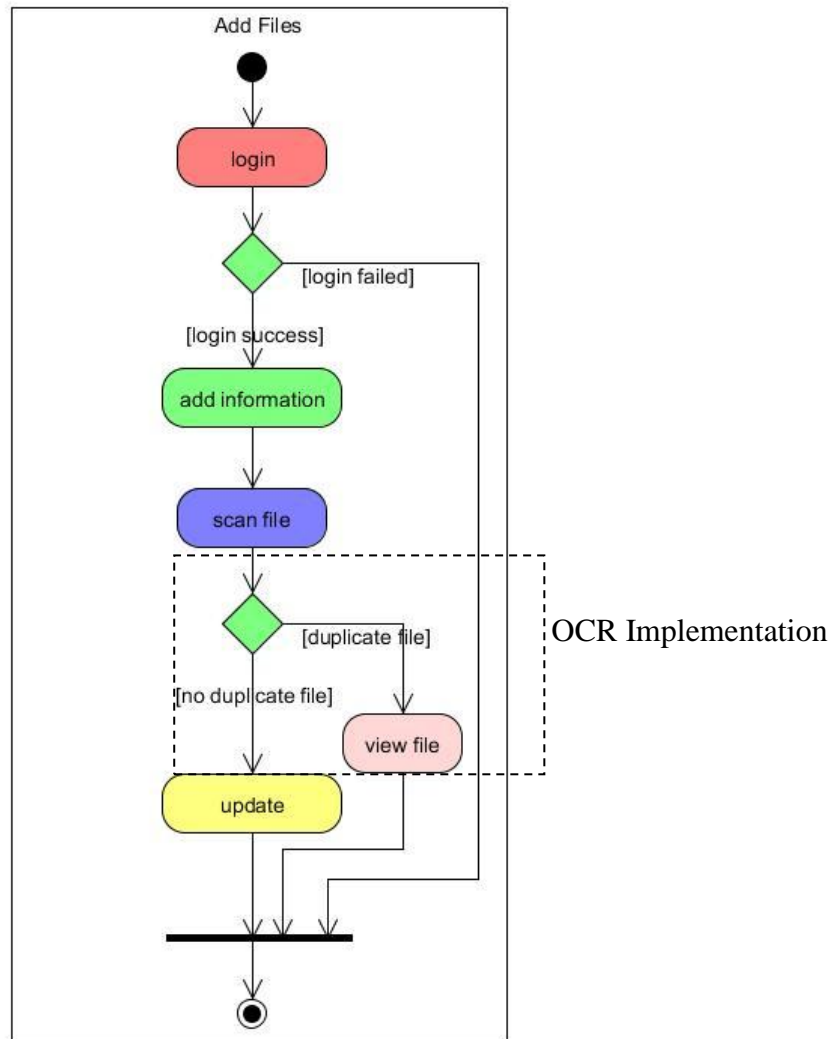 Add Files
login
[login failed]
[login success]
add information
scan file
OCR Implementation
[duplicate file]
[no duplicate file]
view file
update